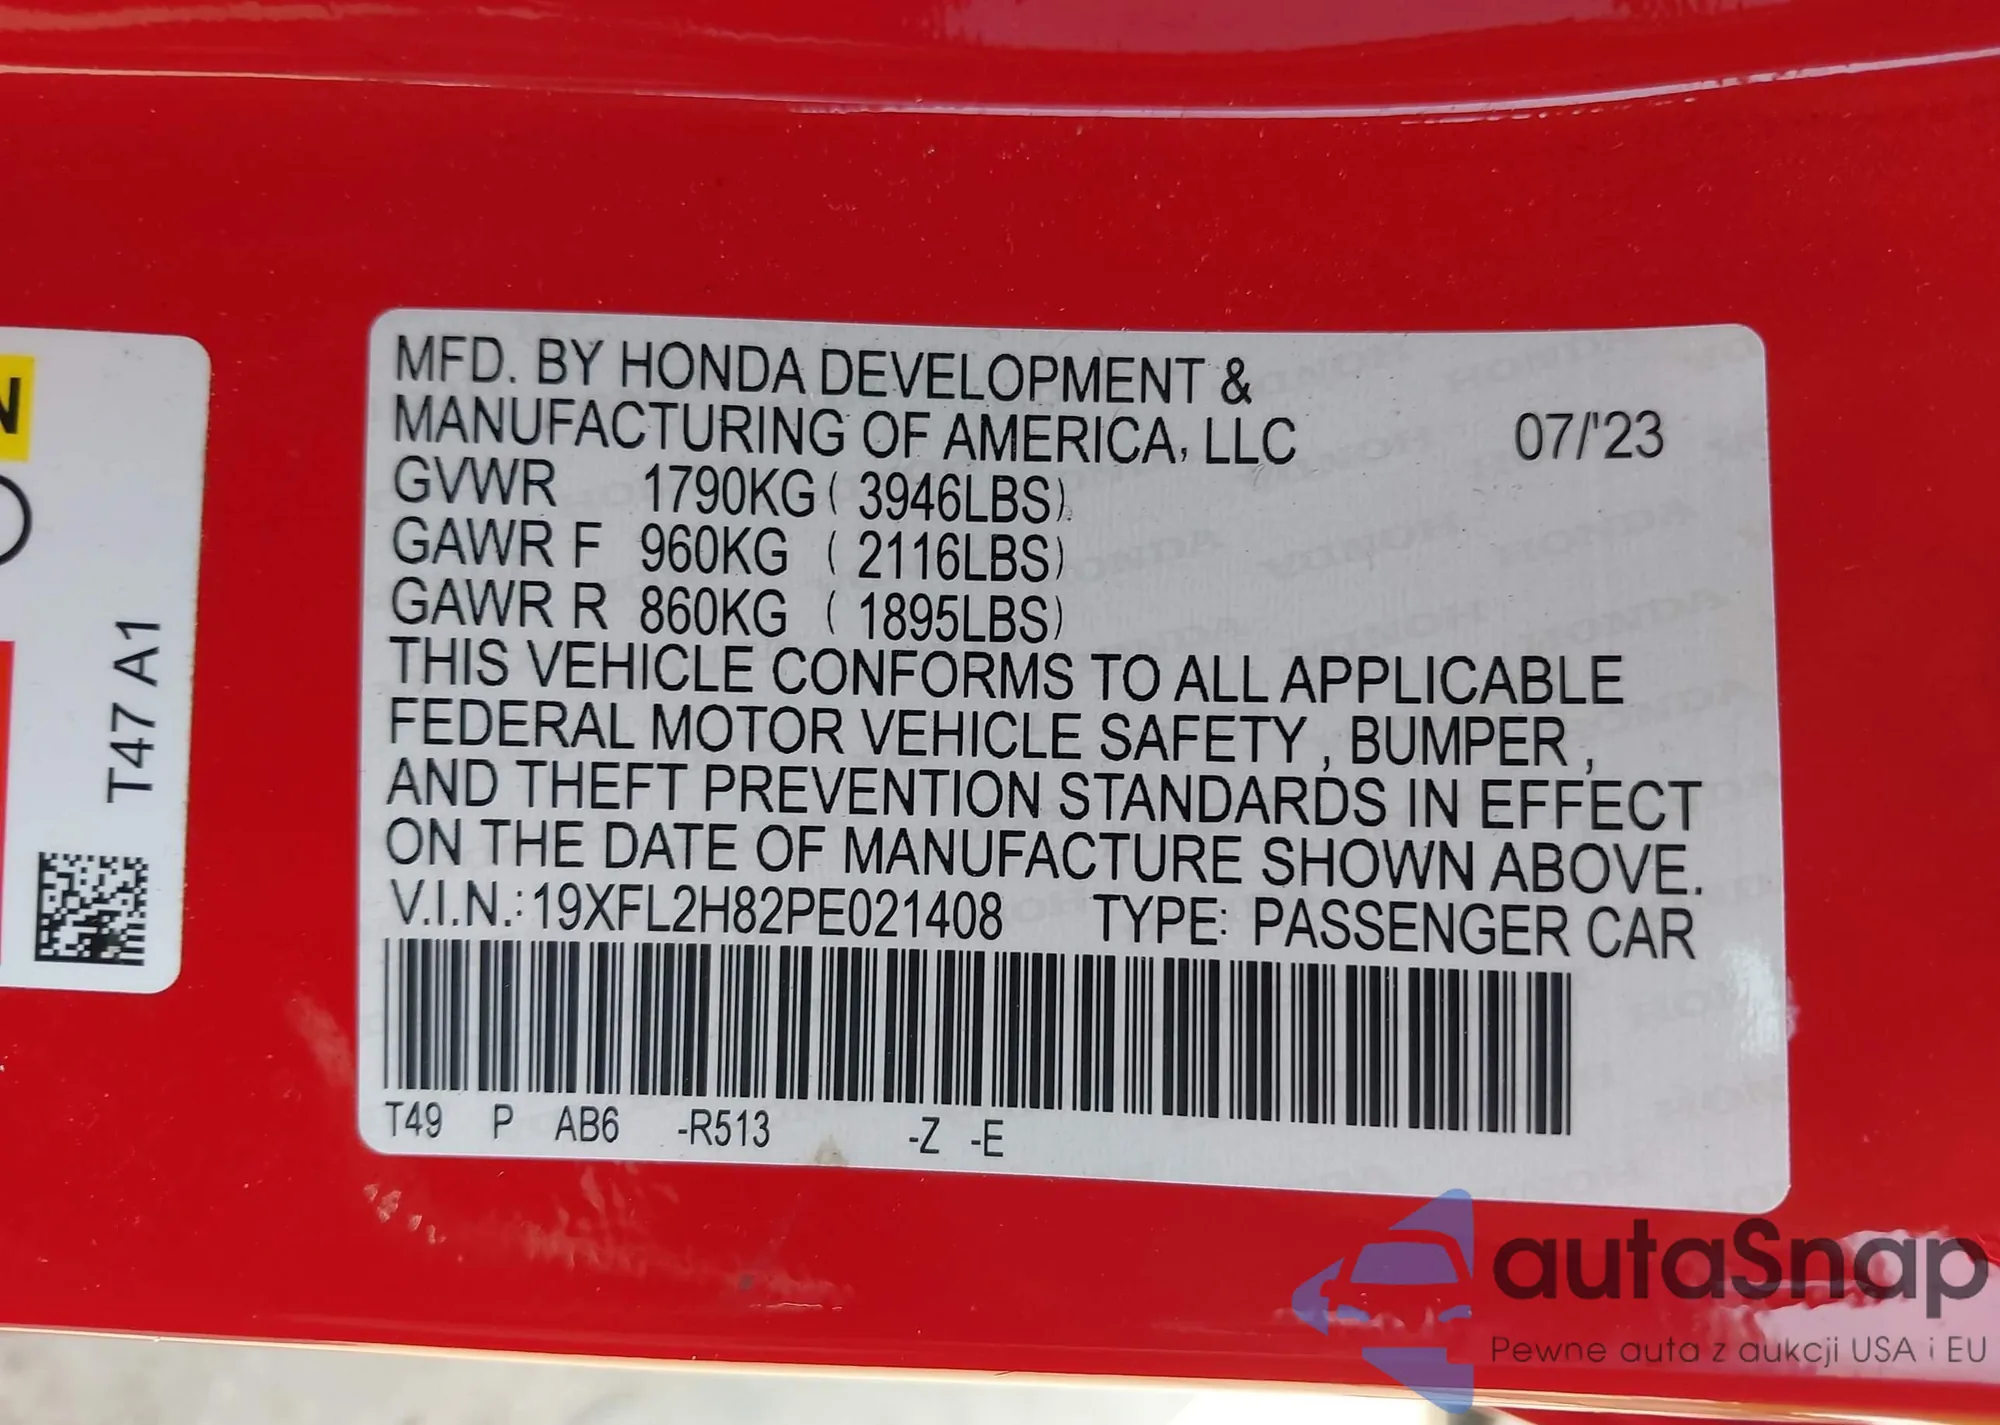 MFD. BY HONDA DEVELOPMENT &
MANUFACTURING OF AMERICA, LLC 07/'23
GVWR 1790KG ( 3946LBS)
GAWR F 960KG ( 2116LBS)
GAWR R 860KG ( 1895LBS)
THIS VEHICLE CONFORMS TO ALL APPLICABLE
FEDERAL MOTOR VEHICLE SAFETY , BUMPER ,
AND THEFT PREVENTION STANDARDS IN EFFECT
ON THE DATE OF MANUFACTURE SHOWN ABOVE.
V.I.N.: 19XFL2H82PE021408 TYPE: PASSENGER CAR
T49 P AB6 -R513 -Z -E
N
T47 A1
autaSnap
Pewne auta z aukcji USA i EU